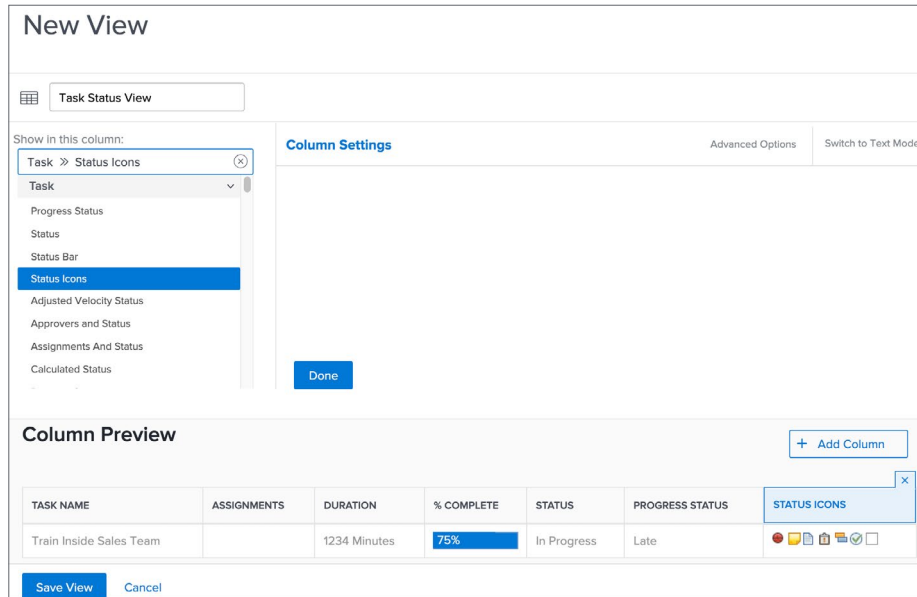 New View
Task Status View
Show in this column:
Task >> Status Icons
Task
Progress Status
Status
Status Bar
Status Icons
Adjusted Velocity Status
Approvers and Status
Assignments And Status
Calculated Status
Column Settings
Advanced Options
Switch to Text Mode
Done
Column Preview
+ Add Column
TASK NAME ASSIGNMENTS DURATION % COMPLETE STATUS PROGRESS STATUS STATUS ICONS
Train Inside Sales Team 1234 Minutes 75% In Progress Late
Save View Cancel